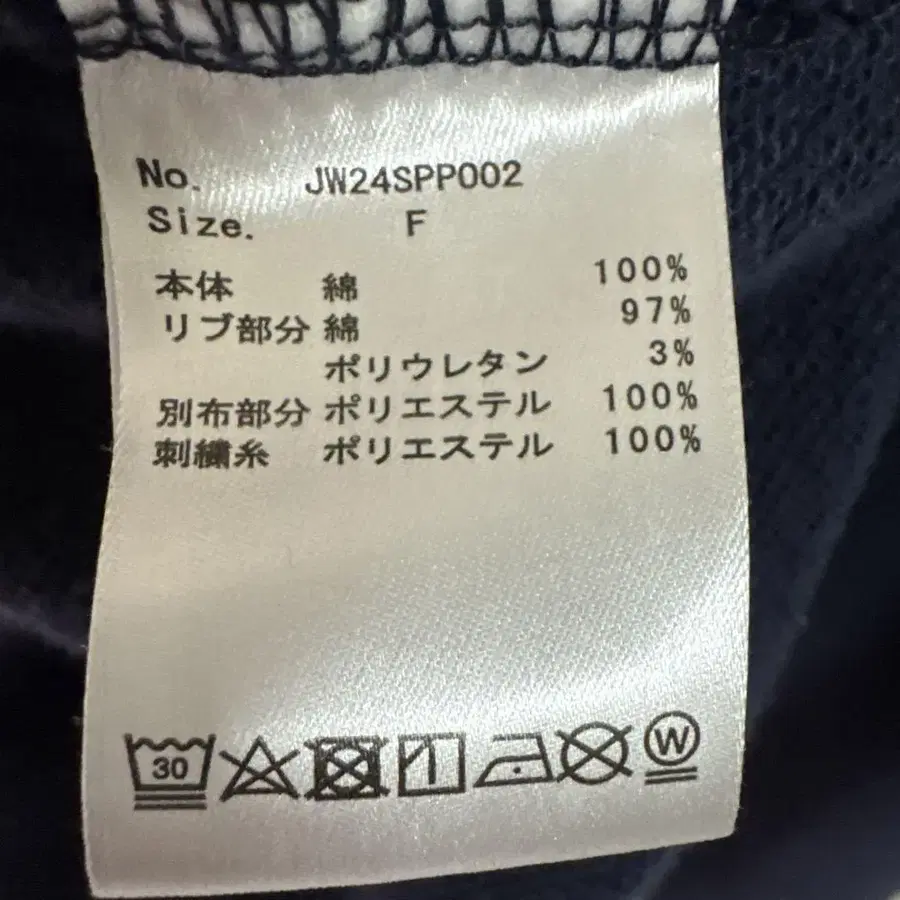 No. JW24SPP002
Size. F
本体 綿 100%
リブ部分 綿 97%
ポリウレタン 3%
別布部分 ポリエステル 100%
刺繍糸 ポリエステル 100%
30 W